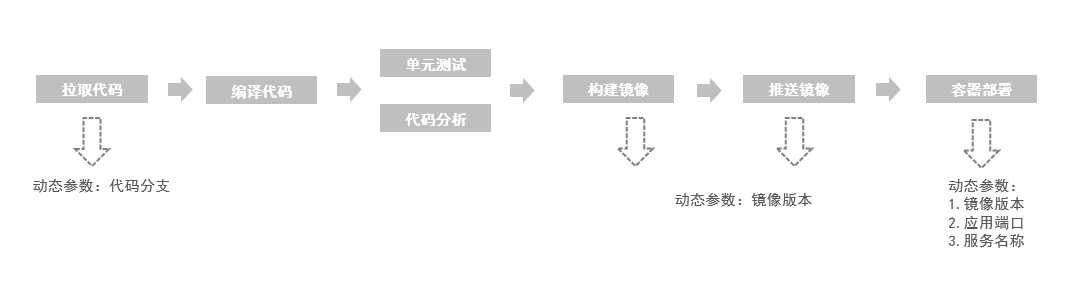 拉取代码
编译代码
单元测试
代码分析
构建镜像
推送镜像
容器部署
动态参数：代码分支
动态参数：镜像版本
动态参数：
1.镜像版本
2.应用端口
3.服务名称